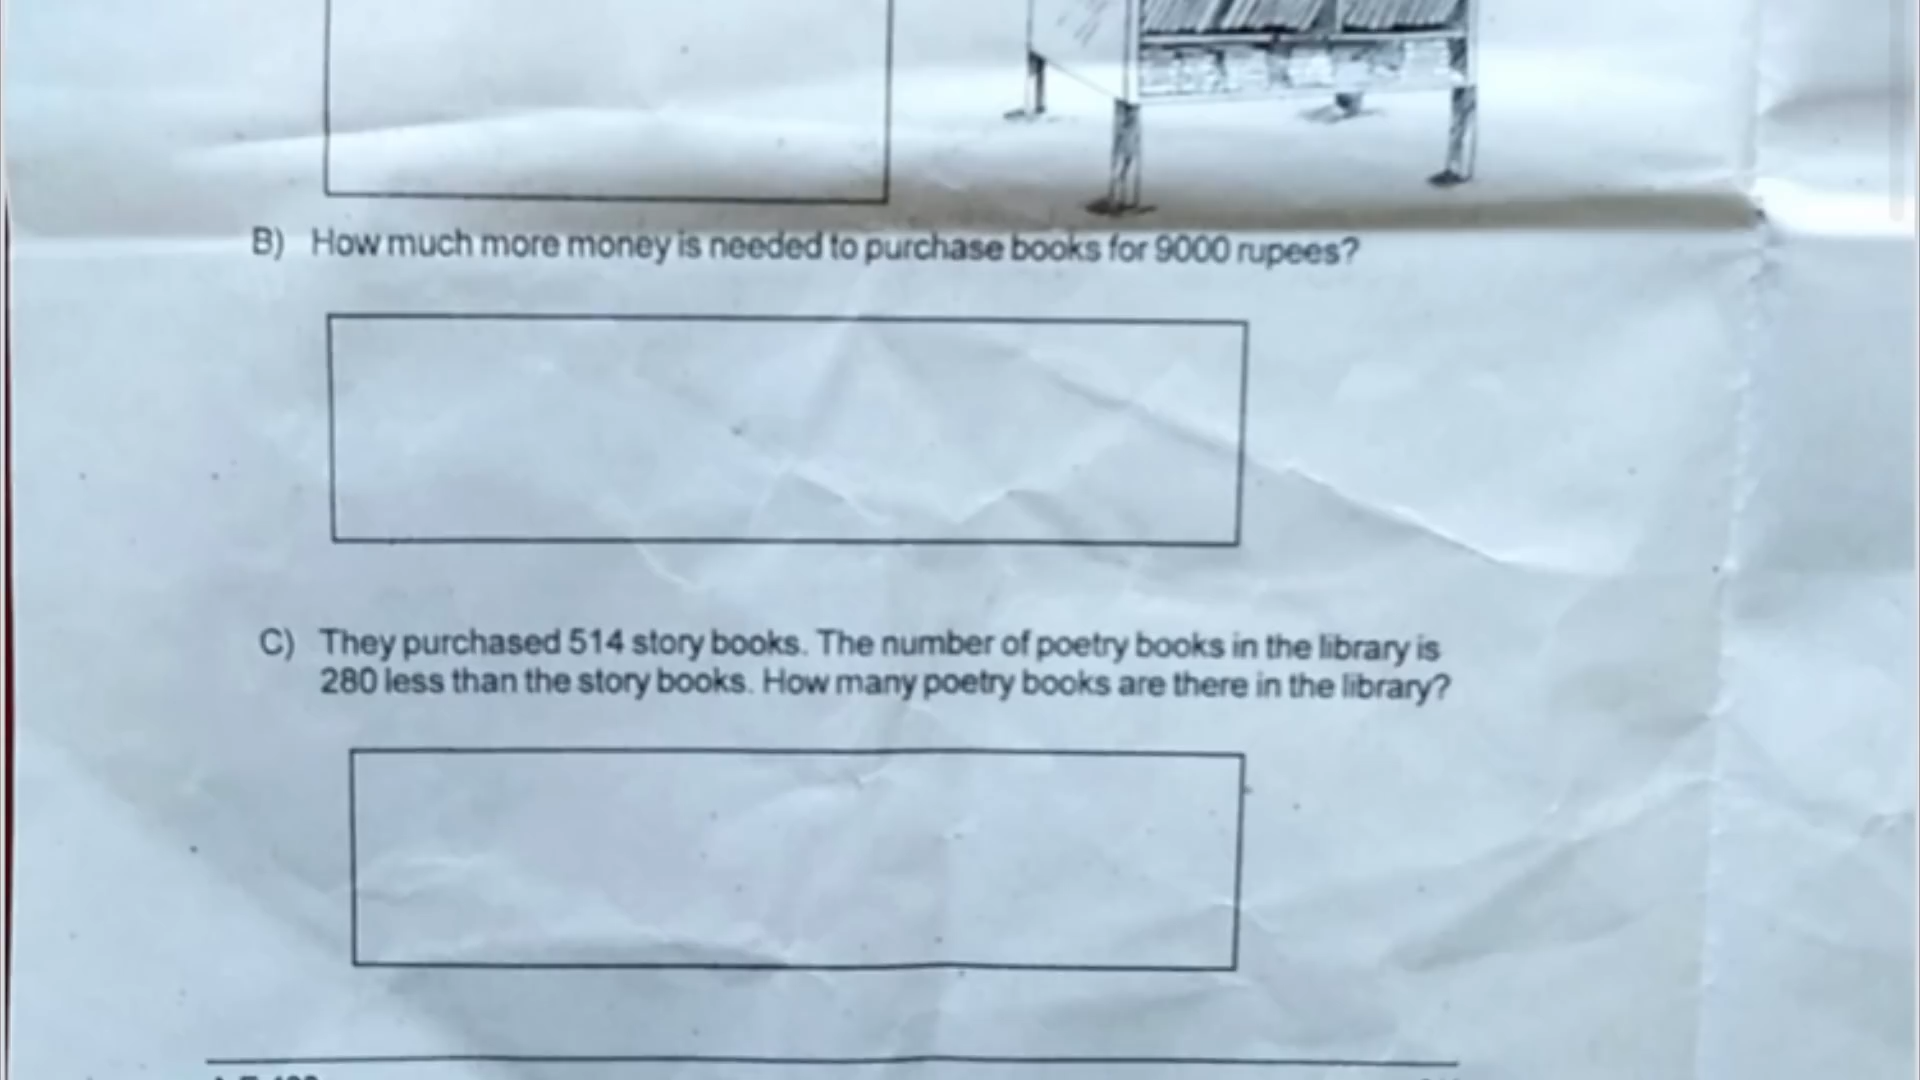 B) How much more money is needed to purchase books for 9000 rupees?
C) They purchased 514 story books. The number of poetry books in the library is
280 less than the story books. How many poetry books are there in the library?